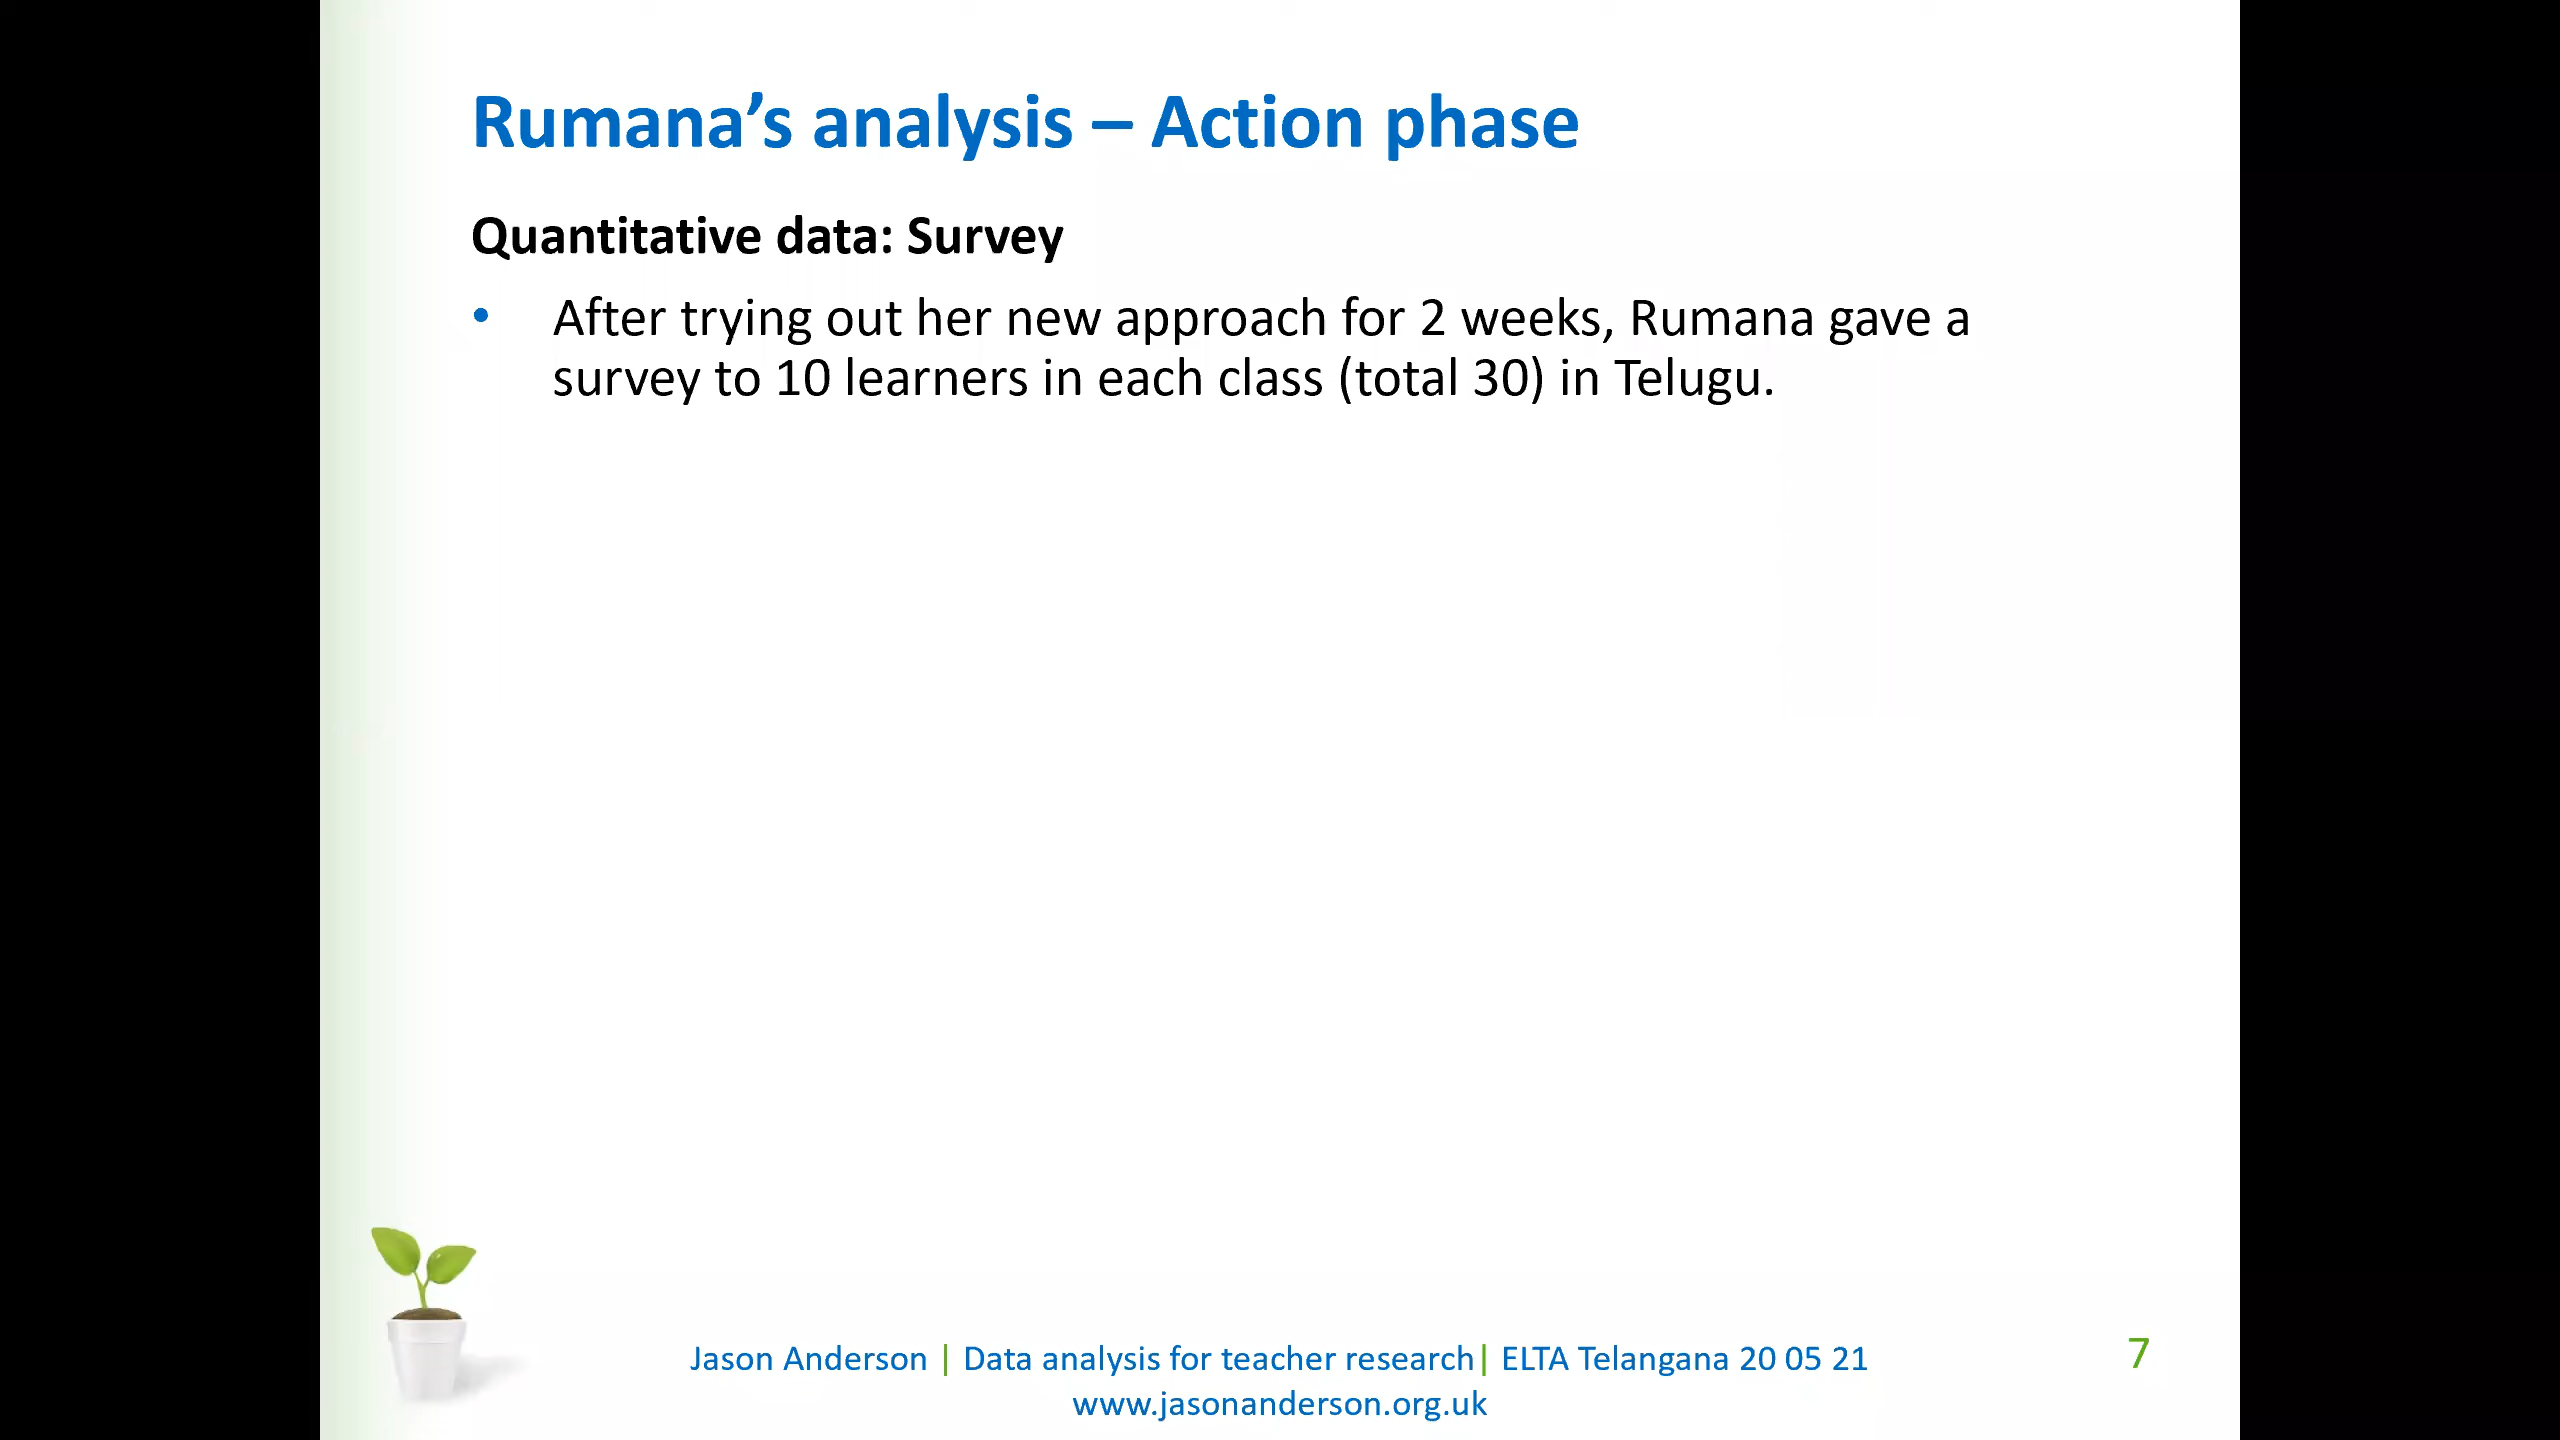 Rumana’s analysis – Action phase
Quantitative data: Survey
• After trying out her new approach for 2 weeks, Rumana gave a
survey to 10 learners in each class (total 30) in Telugu.
Jason Anderson | Data analysis for teacher research| ELTA Telangana 20 05 21
www.jasonanderson.org.uk
7